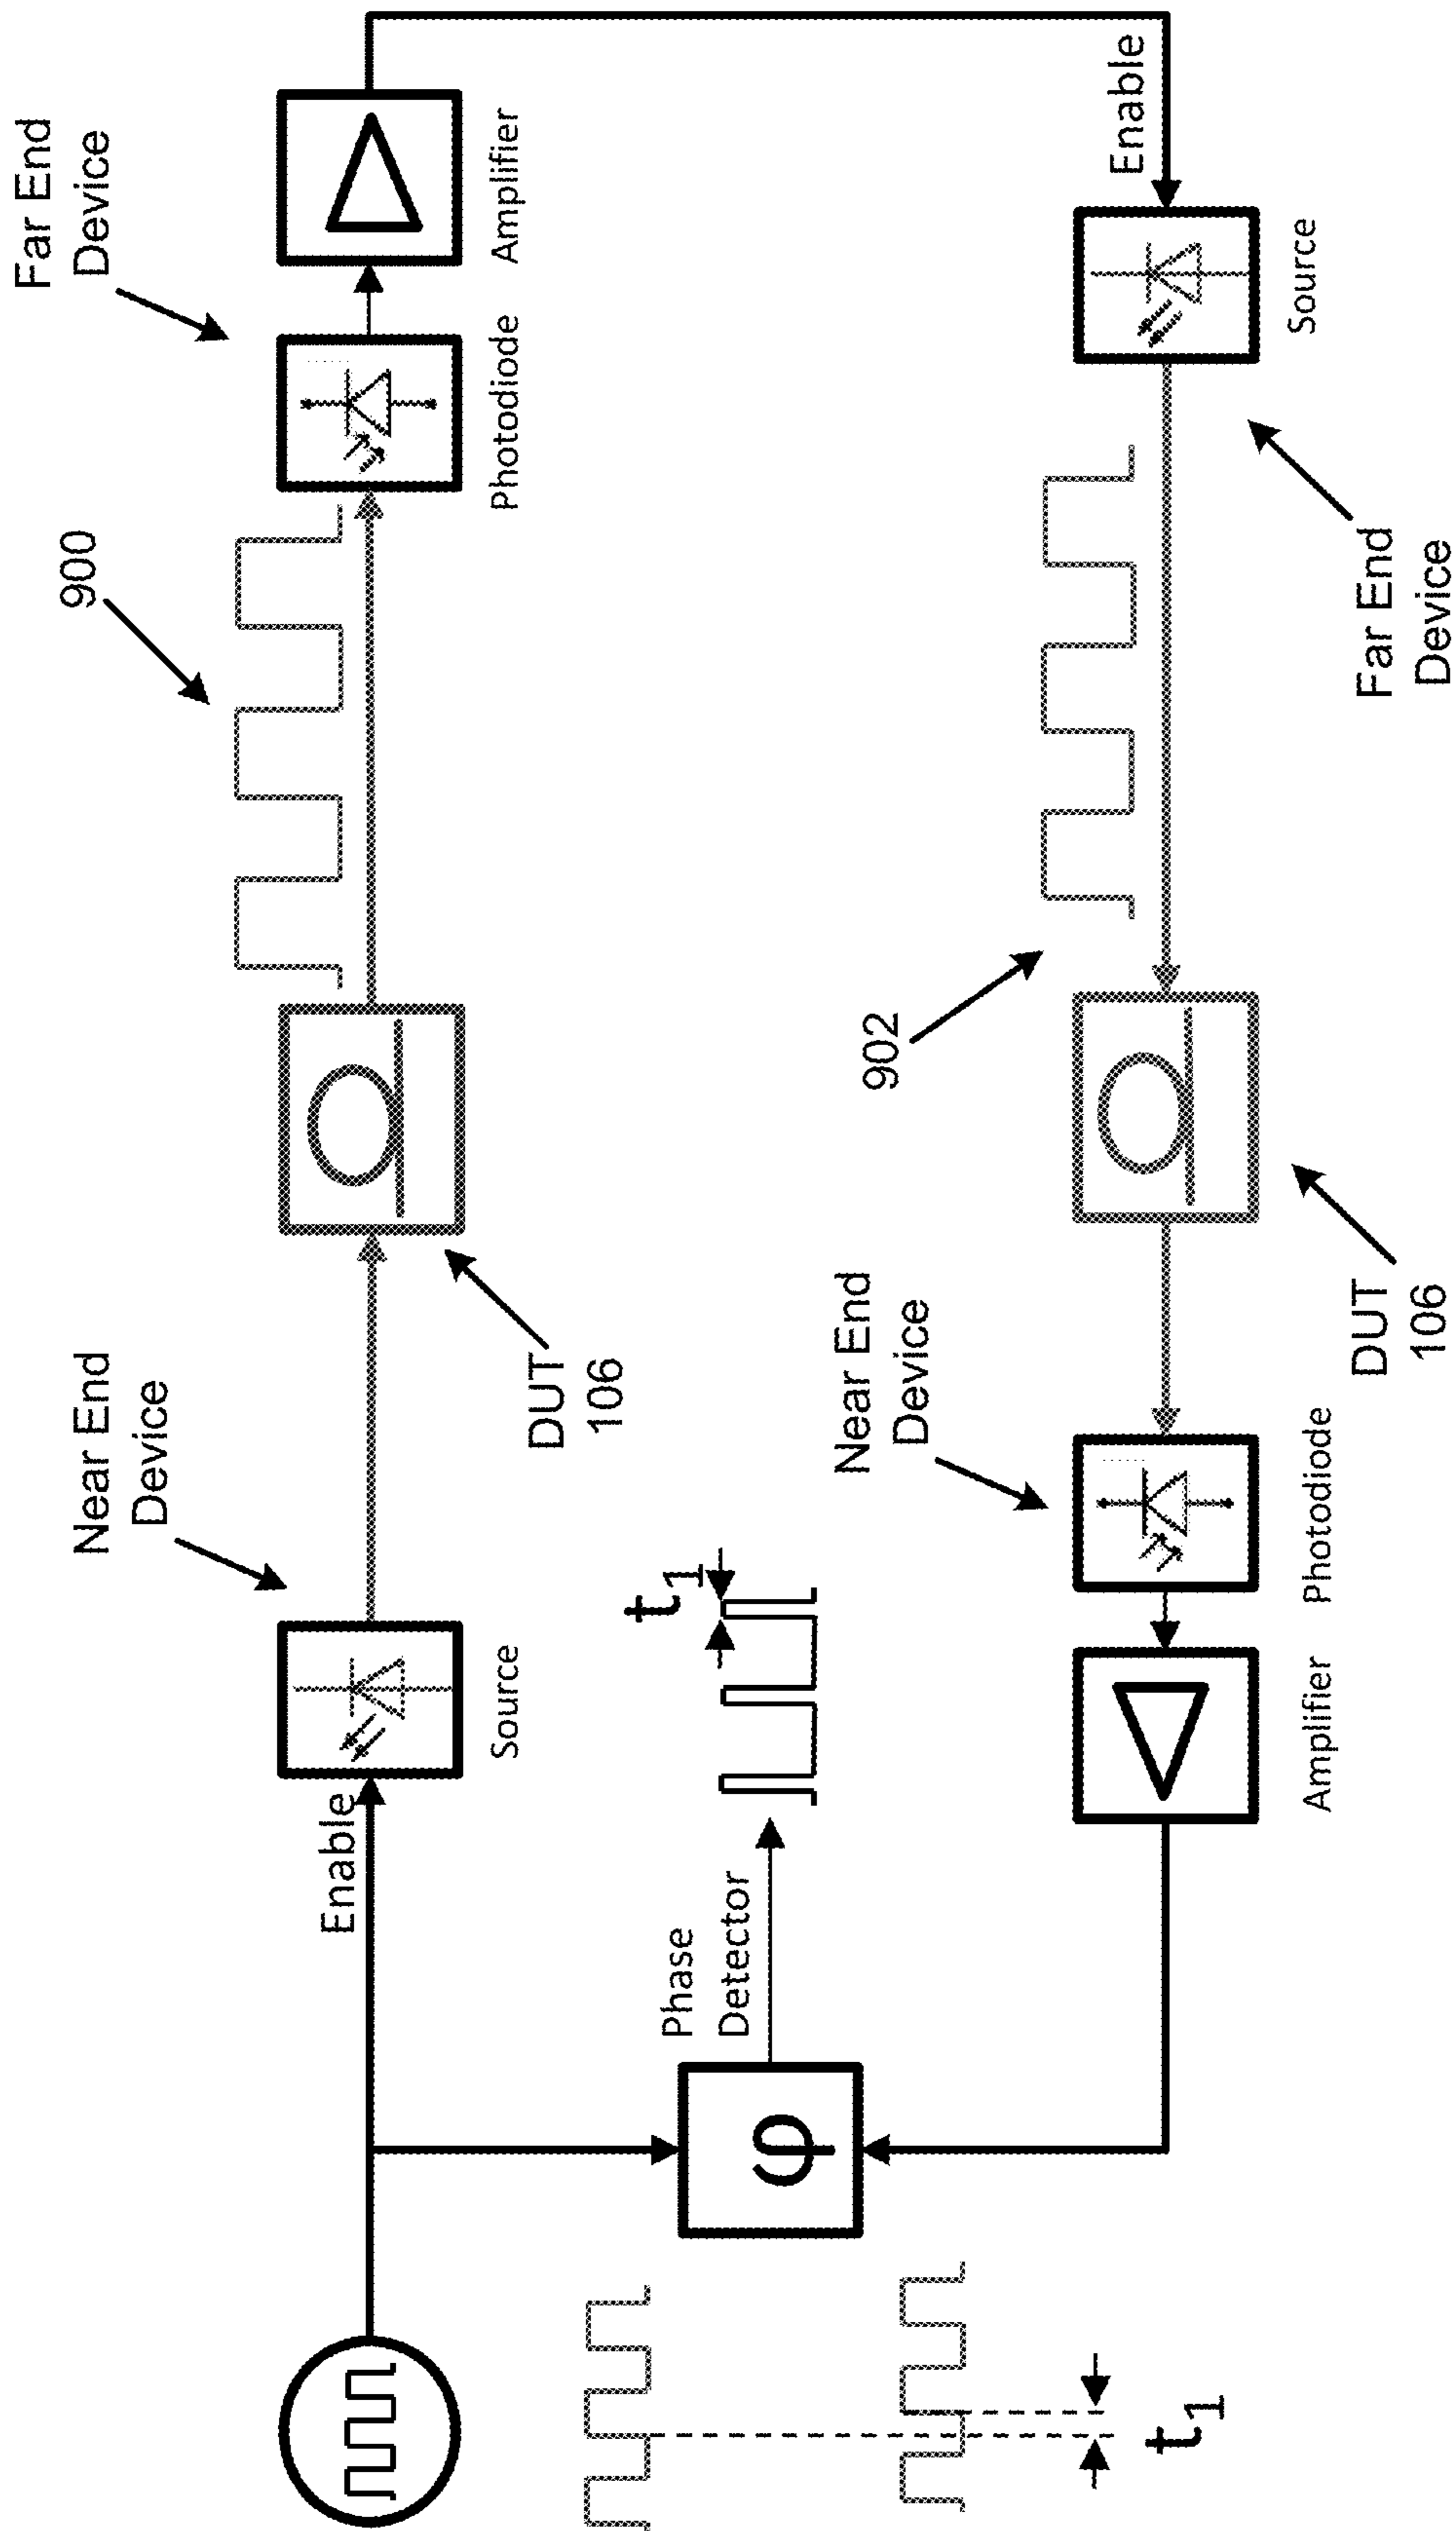 Near End
Device
900
Far End
Device
Enable
Source
DUT
106
Photodiode
Amplifier
Phase
Detector
t1
φ
t1
Near End
Device
902
Enable
Amplifier
Photodiode
DUT
106
Far End
Device
Source